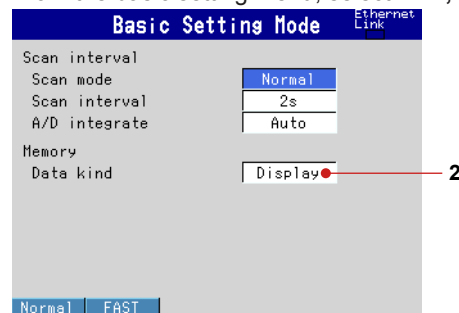 Basic Setting Mode
Ethernet
Link
Scan interval
Scan mode Normal
Scan interval 2s
A/D integrate Auto
Memory
Data kind Display
2
Normal FAST